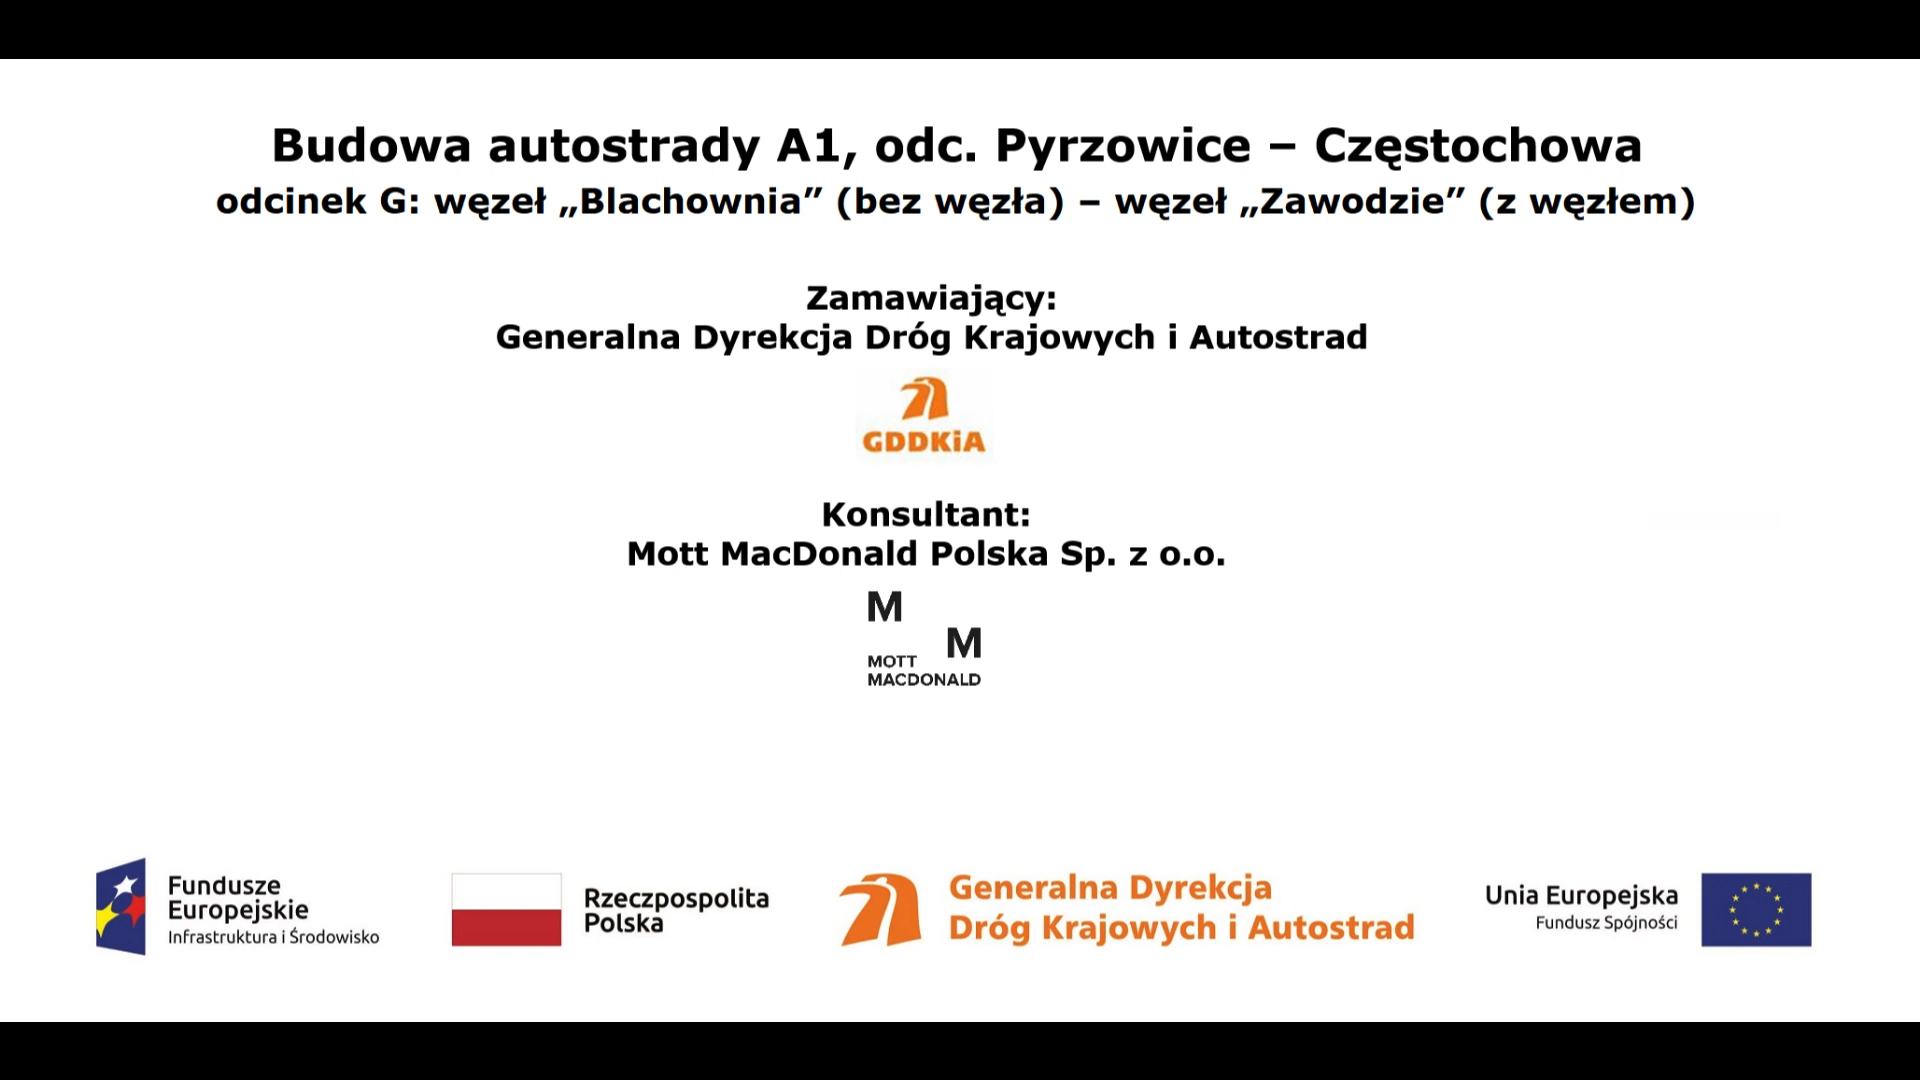 Budowa autostrady A1, odc. Pyrzowice – Częstochowa
odcinek G: węzeł „Blachownia” (bez węzła) – węzeł „Zawodzie” (z węzłem)
Zamawiający:
Generalna Dyrekcja Dróg Krajowych i Autostrad
GDDKiA
Konsultant:
Mott MacDonald Polska Sp. z o.o.
M
M
MOTT
MACDONALD
Fundusze
Europejskie
Infrastruktura i Środowisko
Rzeczpospolita
Polska
Generalna Dyrekcja
Dróg Krajowych i Autostrad
Unia Europejska
Fundusz Spójności